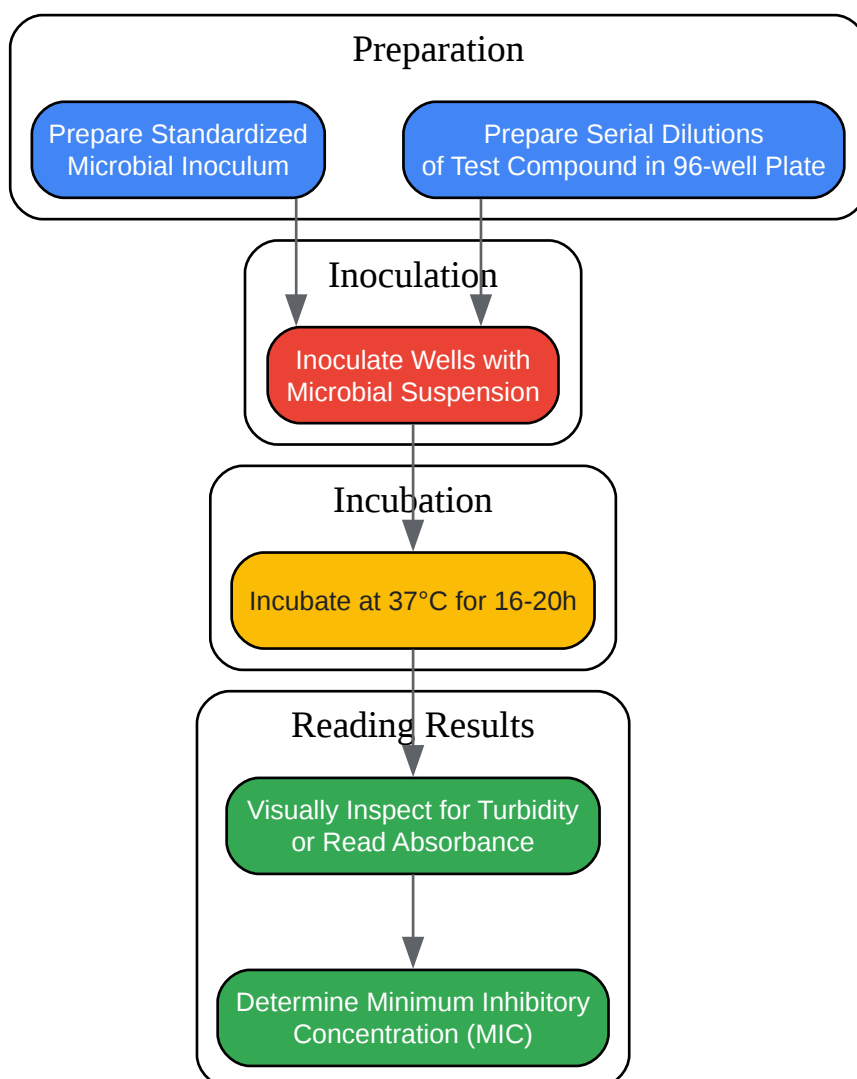 Preparation
Prepare Standardized
Microbial Inoculum
Prepare Serial Dilutions
of Test Compound in 96-well Plate
Inoculation
Inoculate Wells with
Microbial Suspension
Incubation
Incubate at 37°C for 16-20h
Reading Results
Visually Inspect for Turbidity
or Read Absorbance
Determine Minimum Inhibitory
Concentration (MIC)